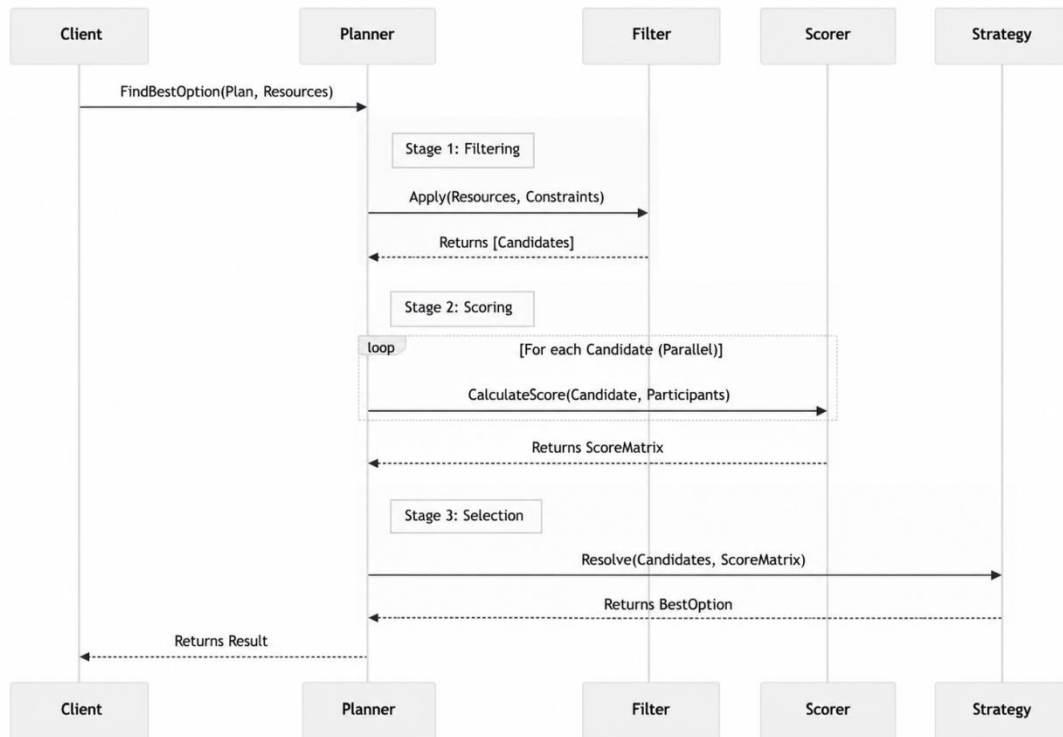 Client Planner Filter Scorer Strategy
FindBestOption(Plan, Resources)
Stage 1: Filtering
Apply(Resources, Constraints)
Returns [Candidates]
Stage 2: Scoring
loop [For each Candidate (Parallel)]
CalculateScore(Candidate, Participants)
Returns ScoreMatrix
Stage 3: Selection
Resolve(Candidates, ScoreMatrix)
Returns BestOption
Returns Result
Client Planner Filter Scorer Strategy